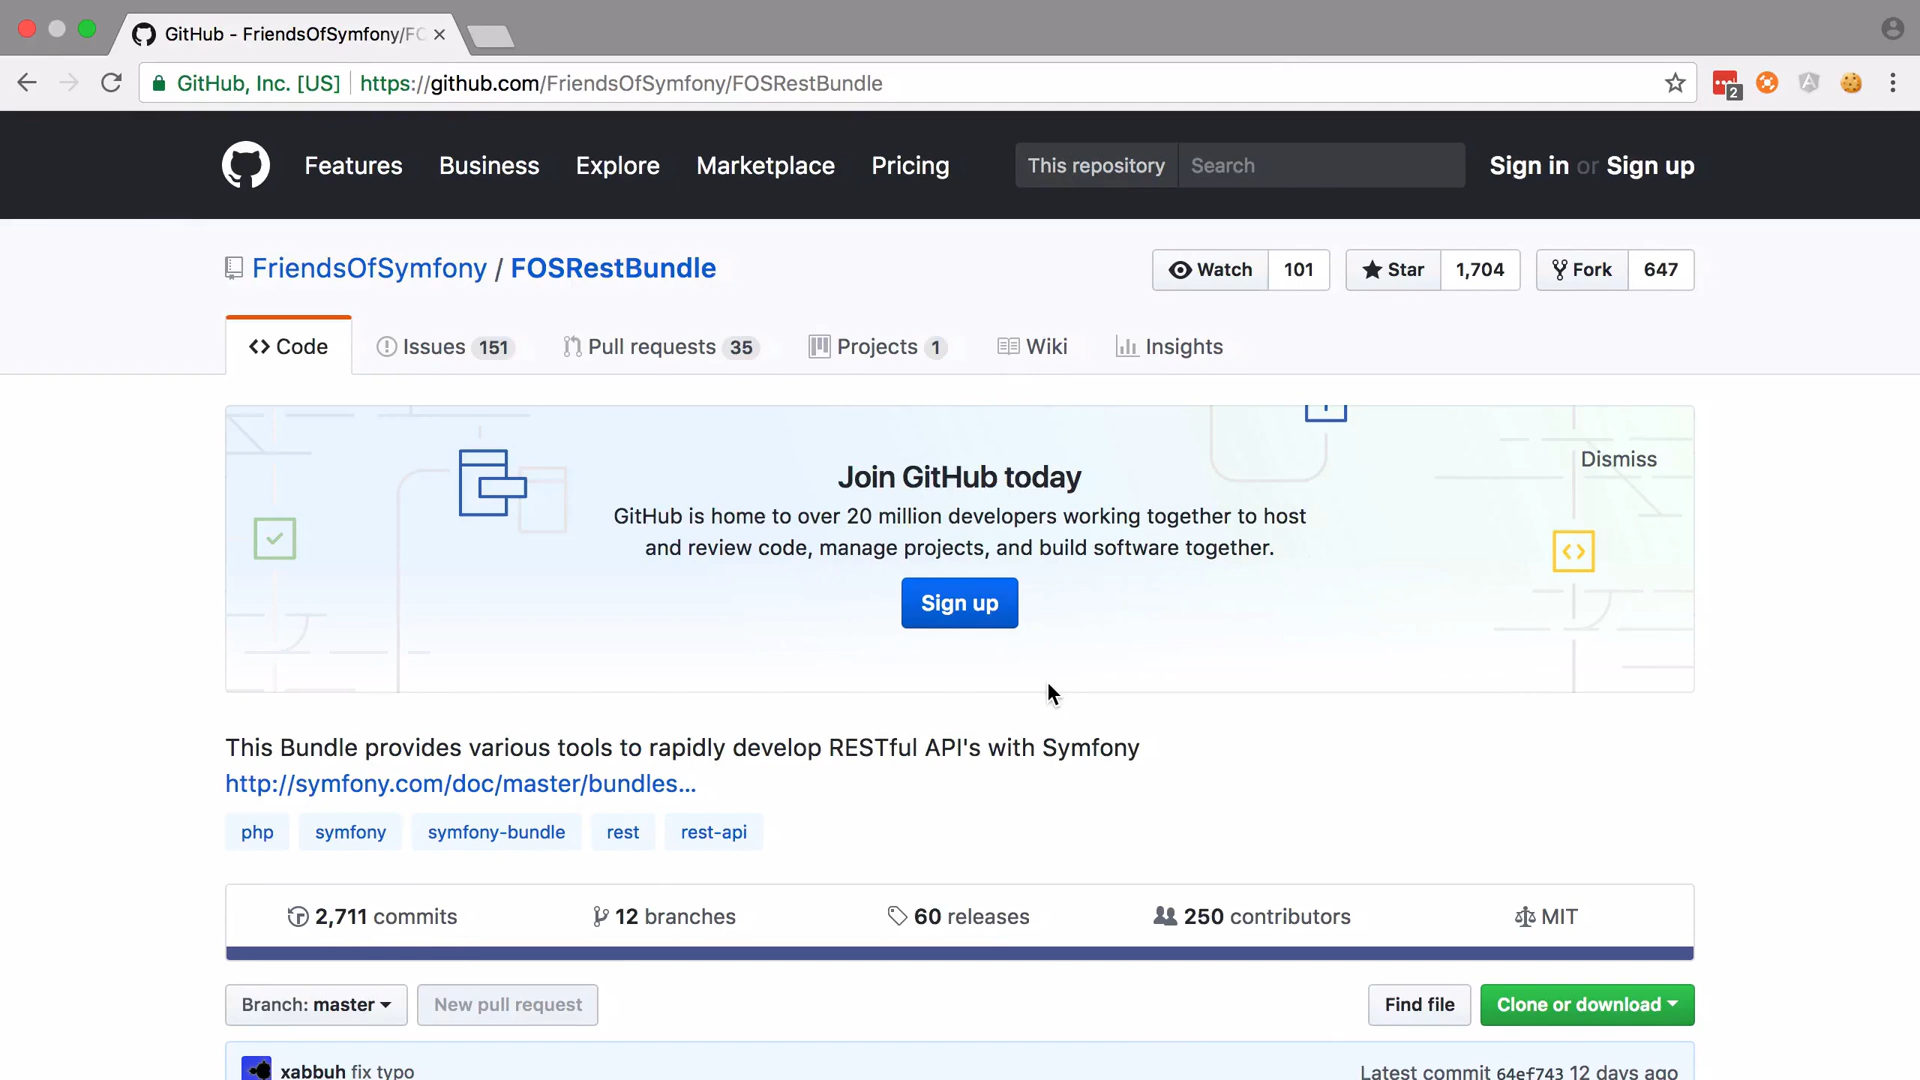 GitHub - FriendsOfSymfony/FO
GitHub, Inc. [US] https://github.com/FriendsOfSymfony/FOSRestBundle
2
Features Business Explore Marketplace Pricing This repository Search Sign in or Sign up
FriendsOfSymfony / FOSRestBundle Watch 101 Star 1,704 Fork 647
Code Issues 151 Pull requests 35 Projects 1 Wiki Insights
Dismiss
Join GitHub today
GitHub is home to over 20 million developers working together to host
and review code, manage projects, and build software together.
Sign up
This Bundle provides various tools to rapidly develop RESTful API's with Symfony
http://symfony.com/doc/master/bundles...
php symfony symfony-bundle rest rest-api
2,711 commits 12 branches 60 releases 250 contributors MIT
Branch: master New pull request Find file Clone or download
xabbuh fix typo Latest commit 64ef743 12 days ago